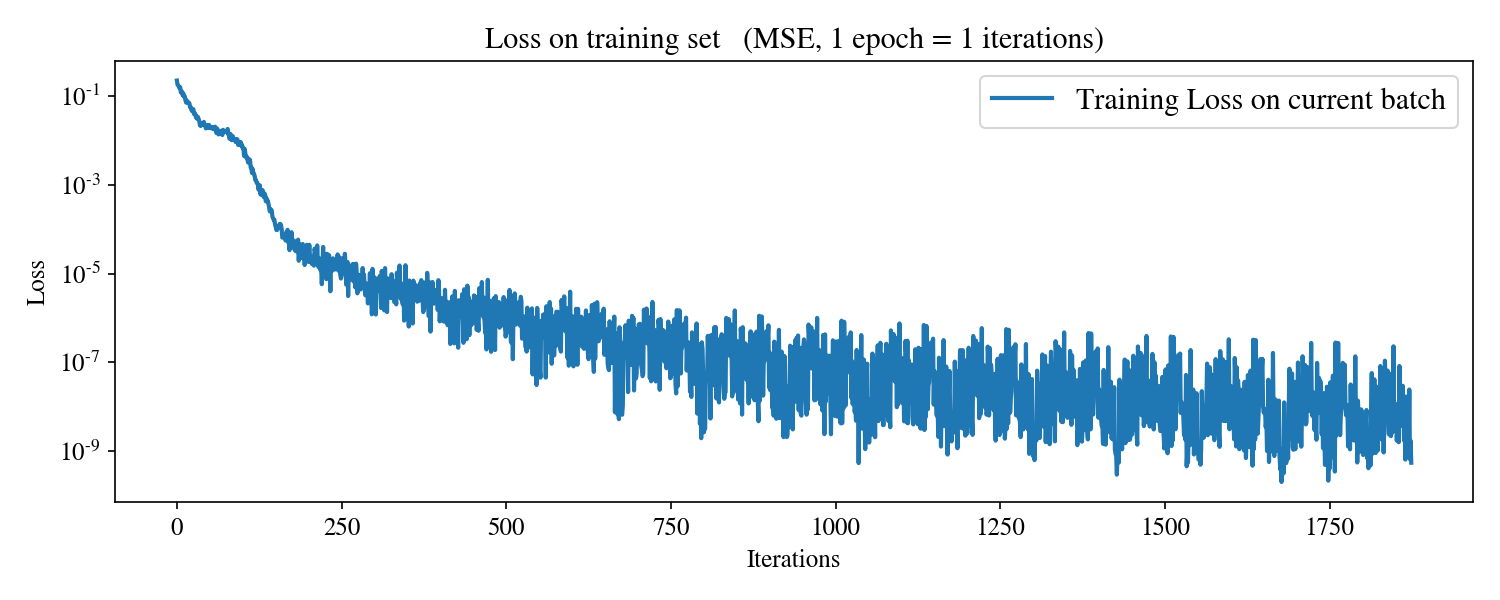 Loss on training set (MSE, 1 epoch = 1 iterations)
Training Loss on current batch
Loss
10⁻¹
10⁻³
10⁻⁵
10⁻⁷
10⁻⁹
0 250 500 750 1000 1250 1500 1750
Iterations